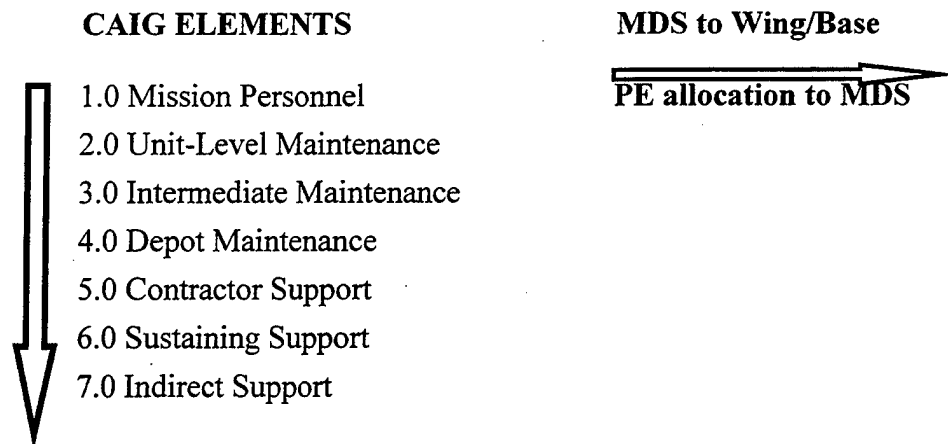 CAIG ELEMENTS
1.0 Mission Personnel
2.0 Unit-Level Maintenance
3.0 Intermediate Maintenance
4.0 Depot Maintenance
5.0 Contractor Support
6.0 Sustaining Support
7.0 Indirect Support
MDS to Wing/Base
PE allocation to MDS